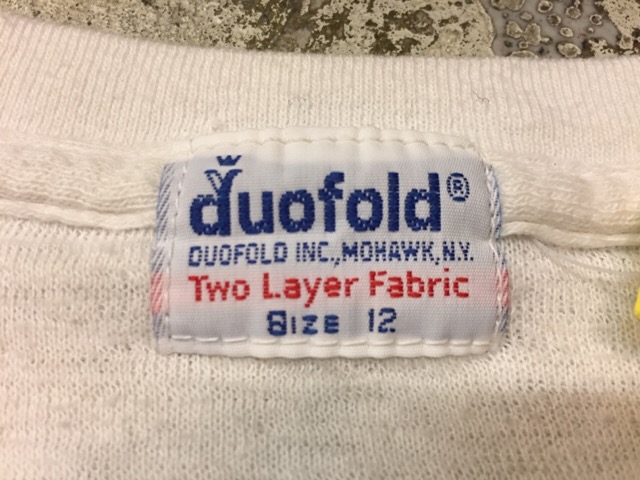 duofold®
DUOFOLD INC., MOHAWK, N.Y.
Two Layer Fabric
SIZE 12